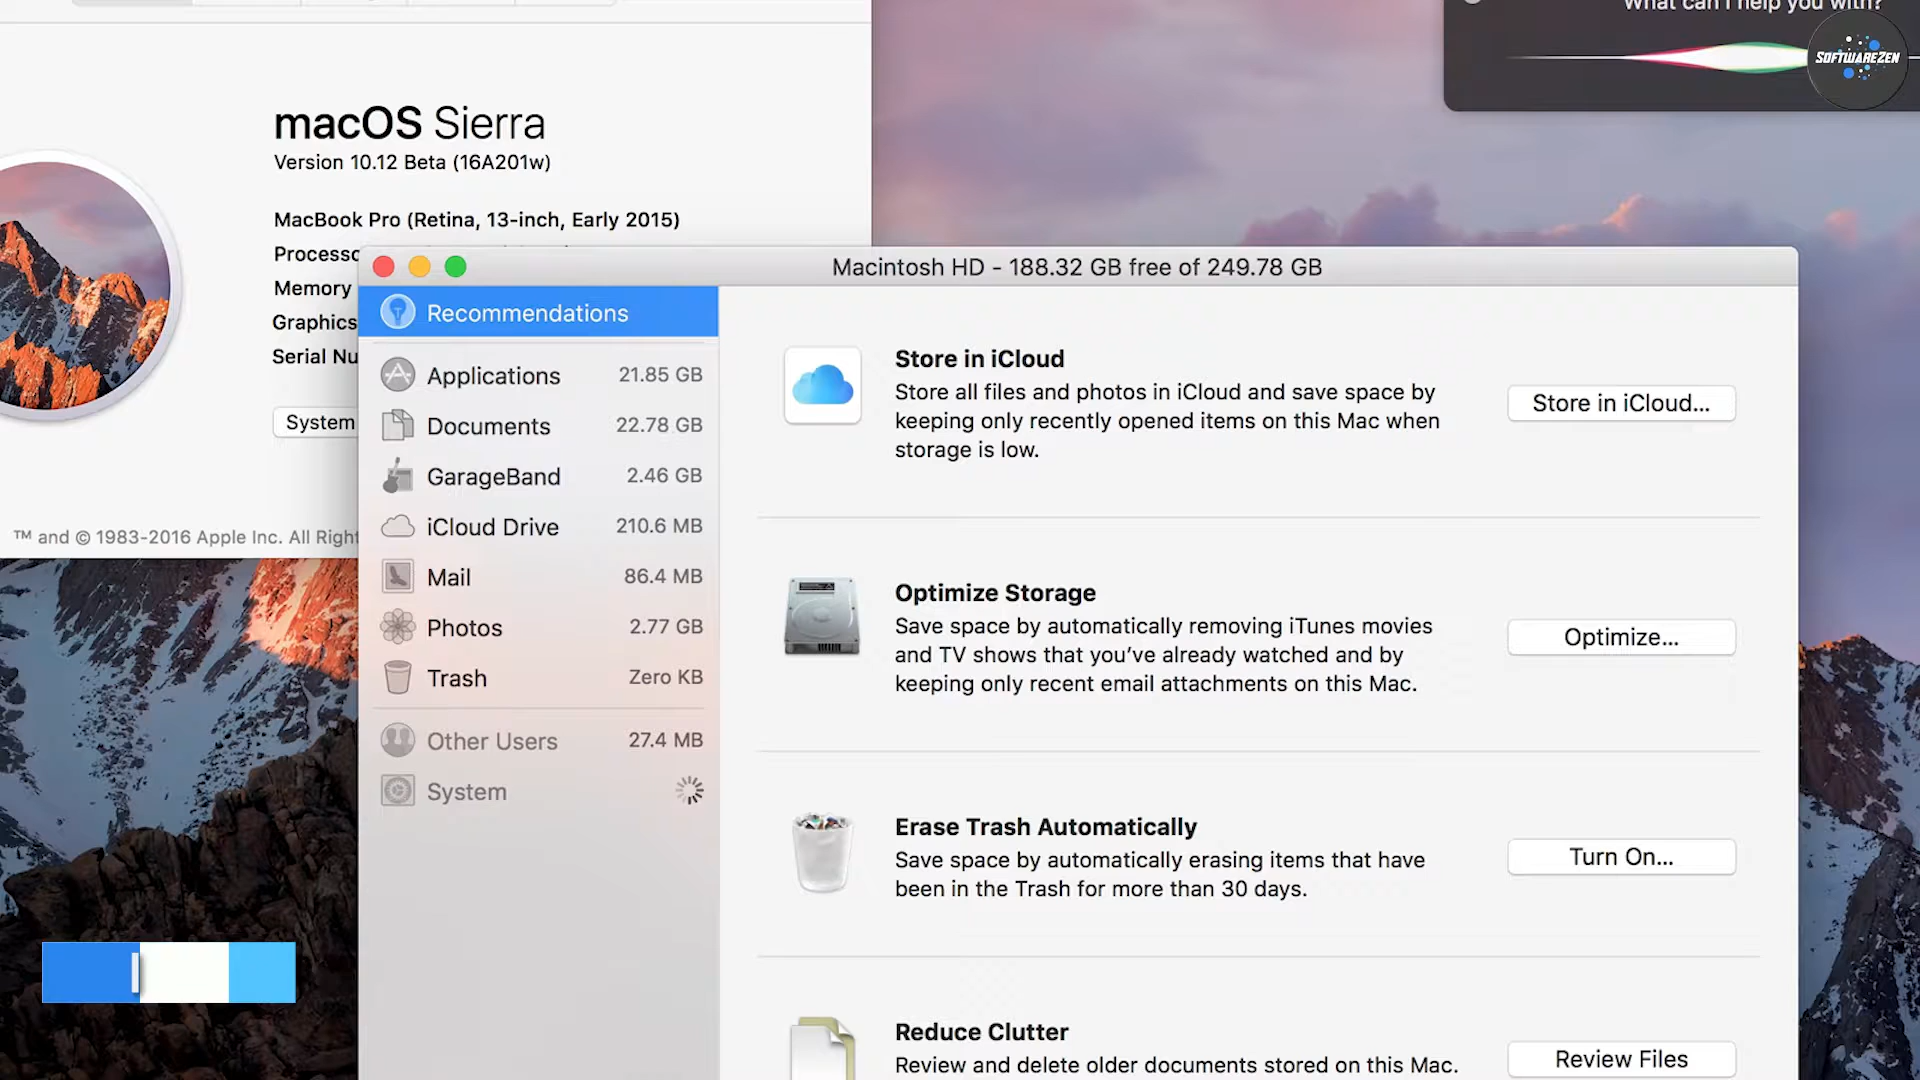 What can I help you with?
SOFTWAREZEN
macOS Sierra
Version 10.12 Beta (16A201w)
MacBook Pro (Retina, 13-inch, Early 2015)
Memory
Graphics
System
™ and © 1983-2016 Apple Inc. All
Macintosh HD - 188.32 GB free of 249.78 GB
Recommendations
Applications 21.85 GB
Documents 22.78 GB
GarageBand 2.46 GB
iCloud Drive 210.6 MB
Mail 86.4 MB
Photos 2.77 GB
Trash Zero KB
Other Users 27.4 MB
System
Store in iCloud
Store all files and photos in iCloud and save space by
keeping only recently opened items on this Mac when
storage is low.
Store in iCloud...
Optimize Storage
Save space by automatically removing iTunes movies
and TV shows that you’ve already watched and by
keeping only recent email attachments on this Mac.
Optimize...
Erase Trash Automatically
Save space by automatically erasing items that have
been in the Trash for more than 30 days.
Turn On...
Reduce Clutter
Review and delete older documents stored on this Mac.
Review Files